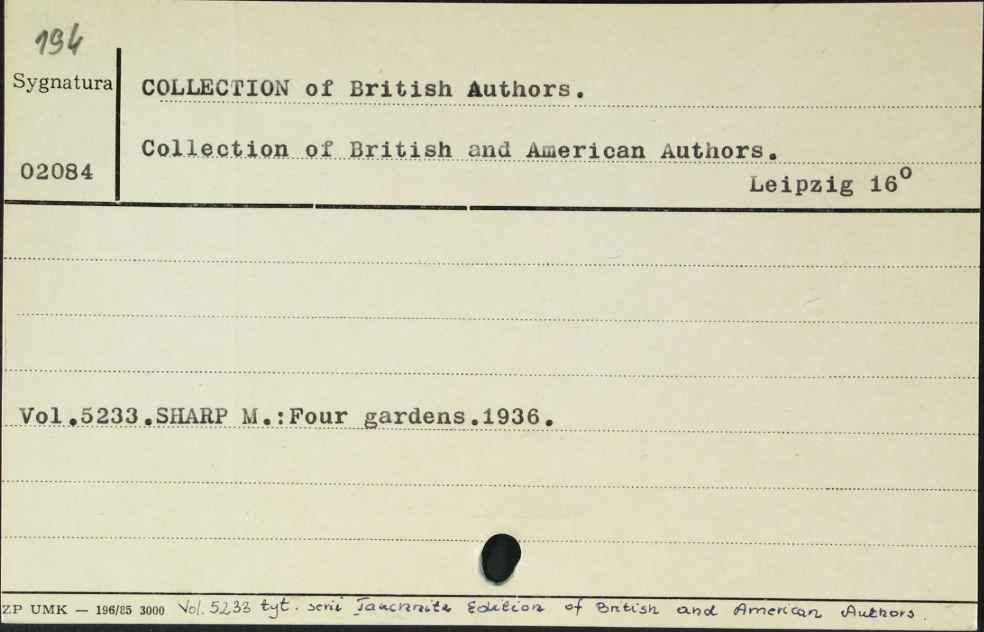 194
Sygnatura
COLLECTION of British Authors.
Collection of British and American Authors.
02084
Leipzig 16°
Vol.5233.SHARP M.:Four gardens.1936.
ZP UMK — 196/85 3000 Vol. 5233 tyt. serii Tauchnitz Edition of British and American Authors.